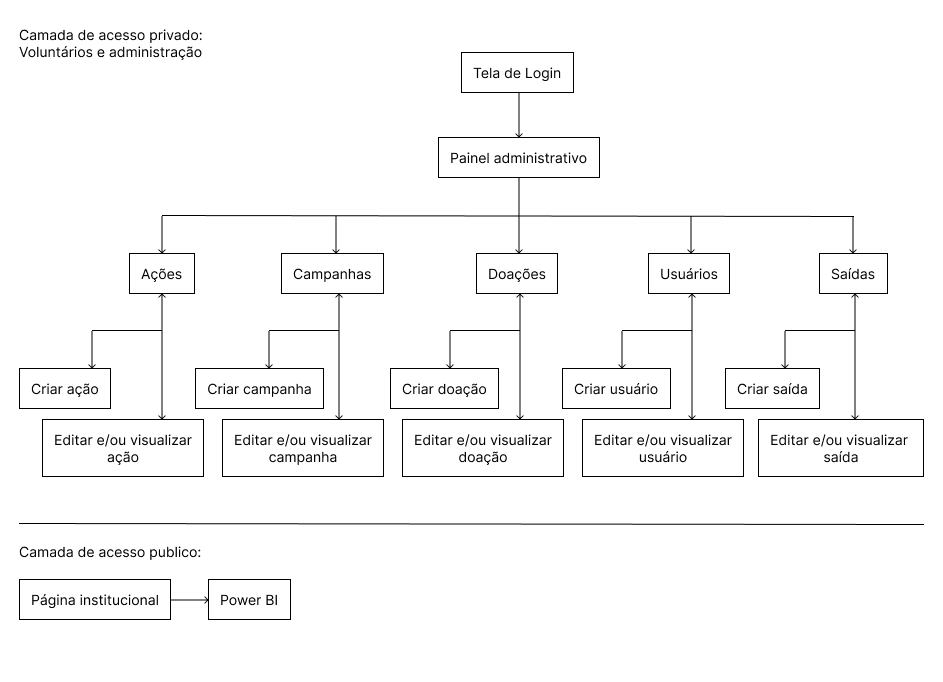 Camada de acesso privado:
Voluntários e administração
Tela de Login
Painel administrativo
Ações
Campanhas
Doações
Usuários
Saídas
Criar ação
Criar campanha
Criar doação
Criar usuário
Criar saída
Editar e/ou visualizar
ação
Editar e/ou visualizar
campanha
Editar e/ou visualizar
doação
Editar e/ou visualizar
usuário
Editar e/ou visualizar
saída
Camada de acesso publico:
Página institucional
Power BI